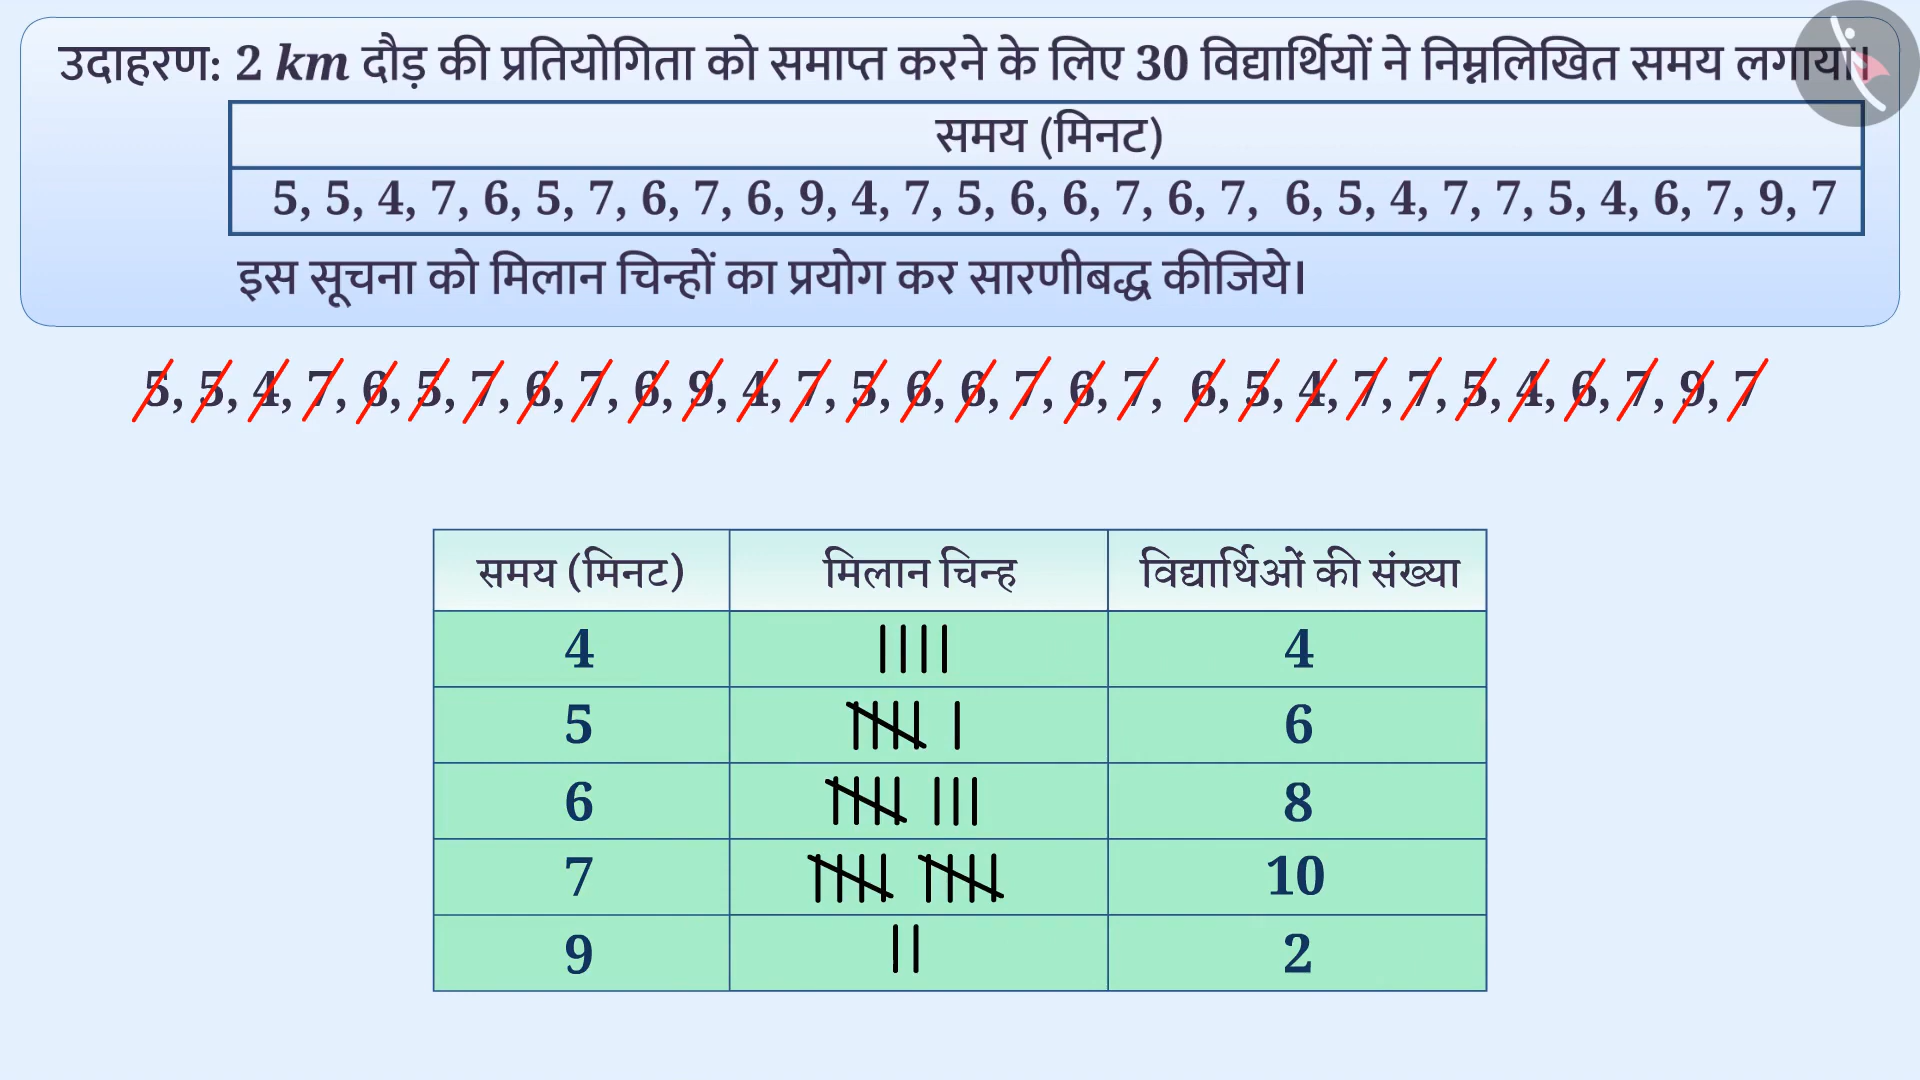 उदाहरण: 2 km दौड़ की प्रतियोगिता को समाप्त करने के लिए 30 विद्यार्थियों ने निम्नलिखित समय लगाया।
समय (मिनट)
5, 5, 4, 7, 6, 5, 7, 6, 7, 6, 9, 4, 7, 5, 6, 6, 7, 6, 7, 6, 5, 4, 7, 7, 5, 4, 6, 7, 9, 7
इस सूचना को मिलान चिन्हों का प्रयोग कर सारणीबद्ध कीजिये।
5, 5, 4, 7, 6, 5, 7, 6, 7, 6, 9, 4, 7, 5, 6, 6, 7, 6, 7, 6, 5, 4, 7, 7, 5, 4, 6, 7, 9, 7
समय (मिनट) मिलान चिन्ह विद्यार्थिओं की संख्या
4 4
5 6
6 8
7 10
9 2